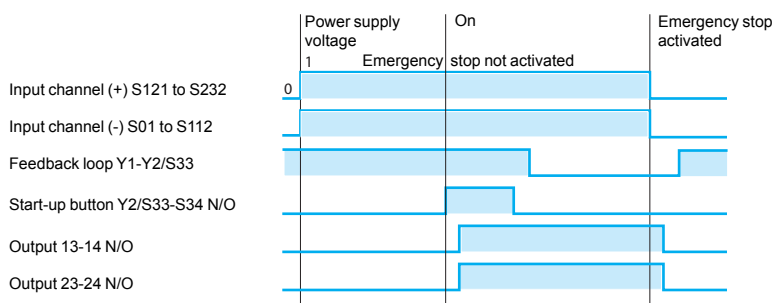 Power supply
voltage
On
Emergency stop
activated
1
Emergency stop not activated
Input channel (+) S121 to S232
0
Input channel (-) S01 to S112
Feedback loop Y1-Y2/S33
Start-up button Y2/S33-S34 N/O
Output 13-14 N/O
Output 23-24 N/O